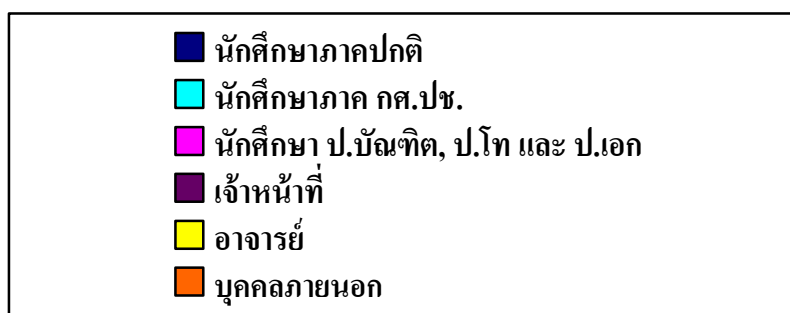 นักศึกษาภาคปกติ
นักศึกษาภาค กศ.ปช.
นักศึกษา ป.บัณฑิต, ป.โท และ ป.เอก
เจ้าหน้าที่
อาจารย์
บุคคลภายนอก